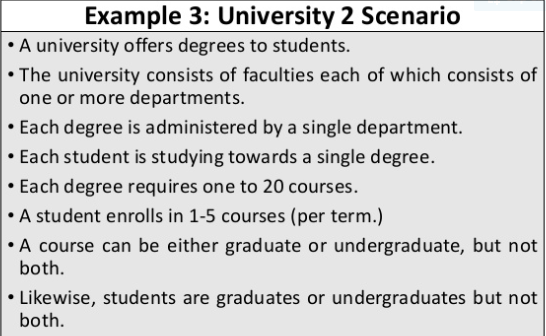 Example 3: University 2 Scenario
• A university offers degrees to students.
• The university consists of faculties each of which consists of
one or more departments.
• Each degree is administered by a single department.
• Each student is studying towards a single degree.
• Each degree requires one to 20 courses.
• A student enrolls in 1-5 courses (per term.)
• A course can be either graduate or undergraduate, but not
both.
• Likewise, students are graduates or undergraduates but not
both.